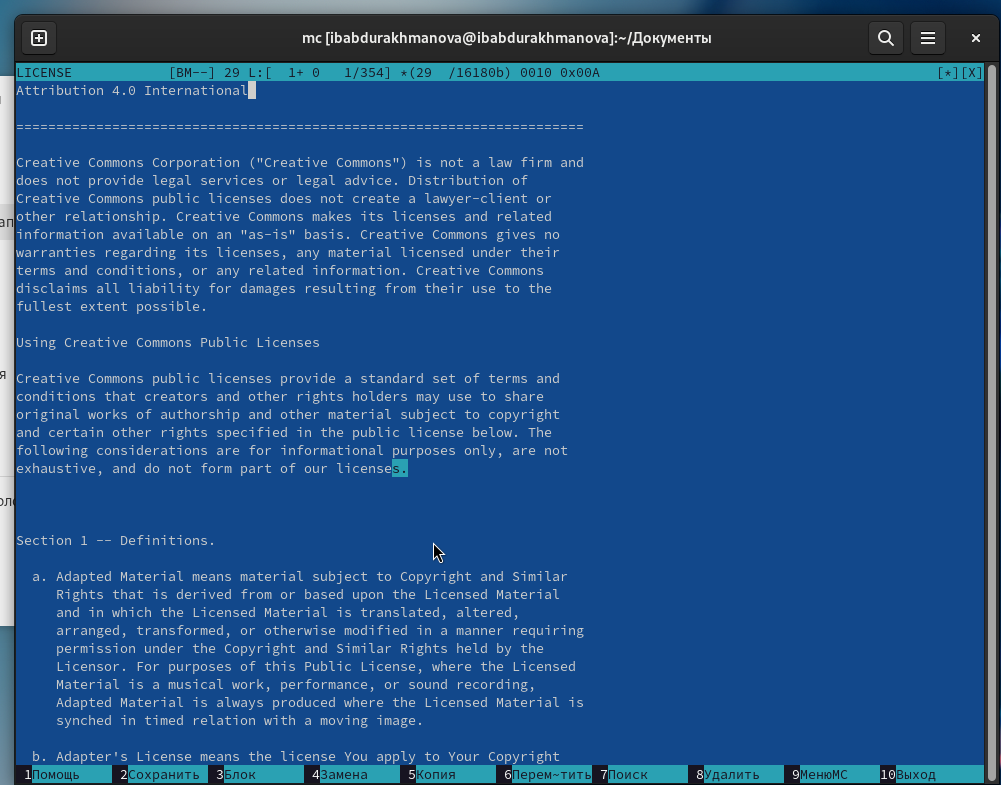 mc [ibabdurakhmanova@ibabdurakhmanova]:~/Документы
LICENSE [BM--] 29 L:[ 1+ 0 1/354] *(29 /16180b) 0010 0x00A [*][X]
Attribution 4.0 International
=======================================================================
Creative Commons Corporation ("Creative Commons") is not a law firm and
does not provide legal services or legal advice. Distribution of
Creative Commons public licenses does not create a lawyer-client or
other relationship. Creative Commons makes its licenses and related
information available on an "as-is" basis. Creative Commons gives no
warranties regarding its licenses, any material licensed under their
terms and conditions, or any related information. Creative Commons
disclaims all liability for damages resulting from their use to the
fullest extent possible.
Using Creative Commons Public Licenses
Creative Commons public licenses provide a standard set of terms and
conditions that creators and other rights holders may use to share
original works of authorship and other material subject to copyright
and certain other rights specified in the public license below. The
following considerations are for informational purposes only, are not
exhaustive, and do not form part of our licenses.
Section 1 -- Definitions.
a. Adapted Material means material subject to Copyright and Similar
Rights that is derived from or based upon the Licensed Material
and in which the Licensed Material is translated, altered,
arranged, transformed, or otherwise modified in a manner requiring
permission under the Copyright and Similar Rights held by the
Licensor. For purposes of this Public License, where the Licensed
Material is a musical work, performance, or sound recording,
Adapted Material is always produced where the Licensed Material is
synched in timed relation with a moving image.
b. Adapter's License means the license You apply to Your Copyright
1Помощь 2Сохранить 3Блок 4Замена 5Копия 6Перем~тить 7Поиск 8Удалить 9МенюMC 10Выход